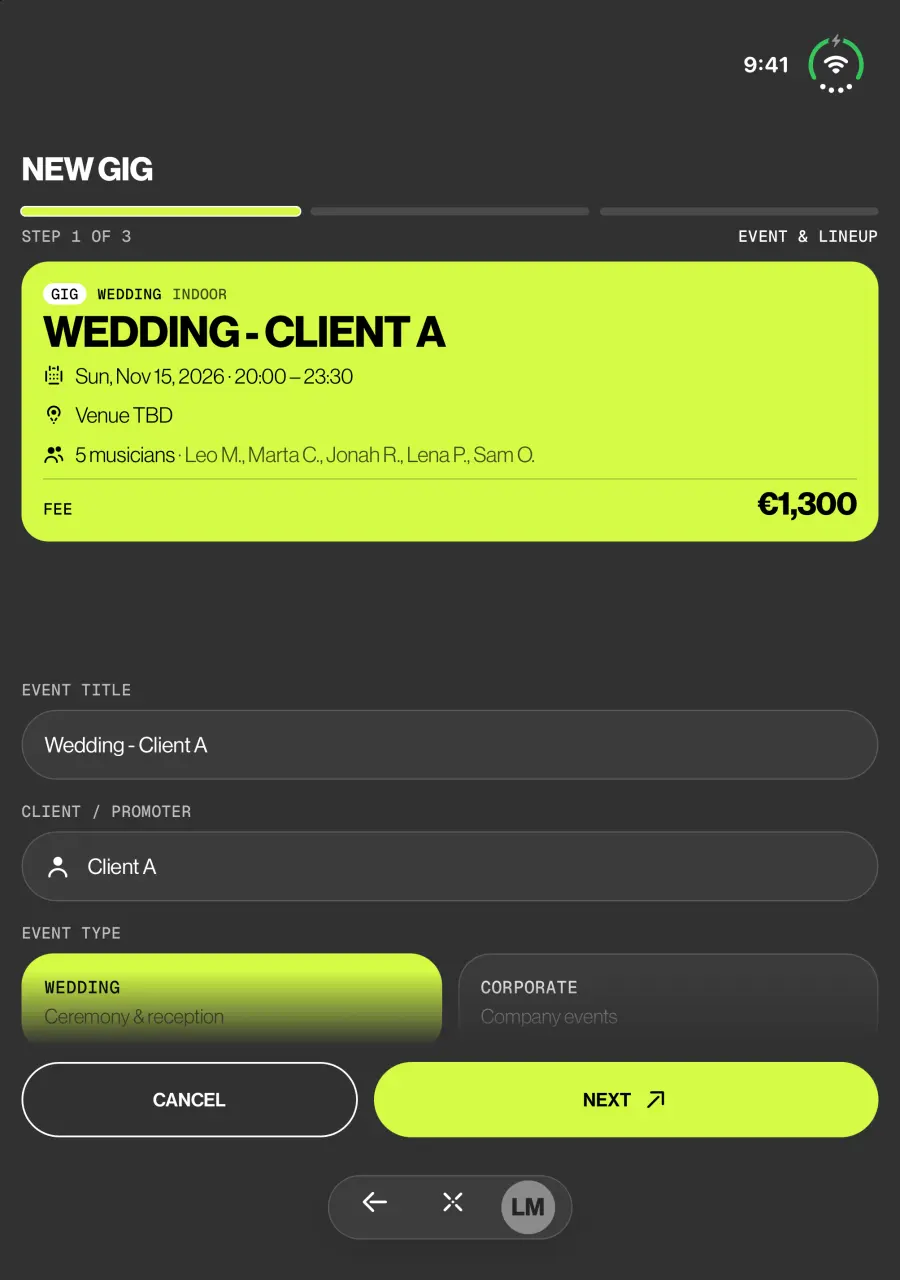 9:41
NEW GIG
STEP 1 OF 3
EVENT & LINEUP
GIG WEDDING INDOOR
WEDDING - CLIENT A
Sun, Nov 15, 2026 · 20:00 – 23:30
Venue TBD
5 musicians · Leo M., Marta C., Jonah R., Lena P., Sam O.
FEE
€1,300
EVENT TITLE
Wedding - Client A
CLIENT / PROMOTER
Client A
EVENT TYPE
WEDDING
Ceremony & reception
CORPORATE
Company events
CANCEL
NEXT
LM